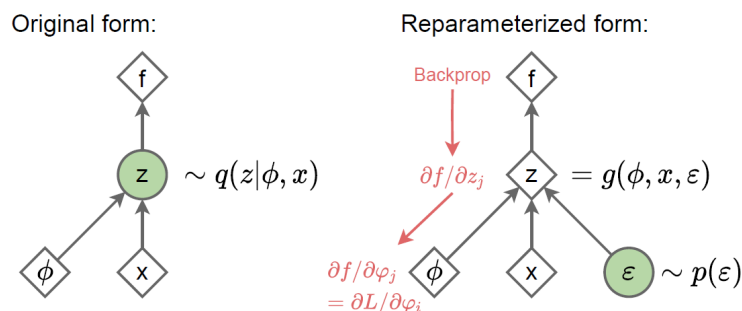 Original form:
Reparameterized form:
f
z
∼ q(z|ϕ, x)
ϕ
x
Backprop
f
∂f/∂z_j
z
= g(ϕ, x, ε)
∂f/∂φ_j
= ∂L/∂φ_i
ϕ
x
ε
∼ p(ε)